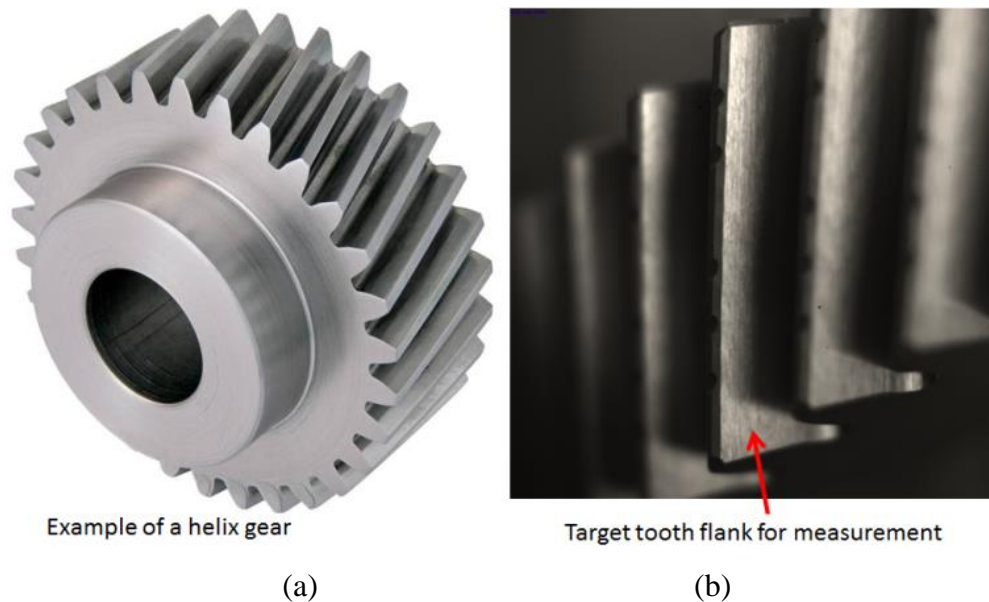 Example of a helix gear
Target tooth flank for measurement
(a)
(b)